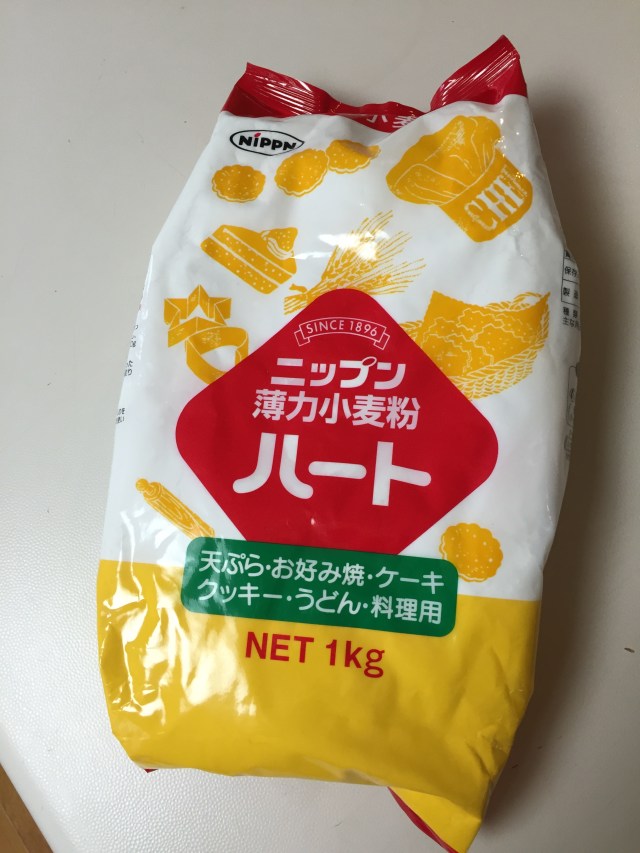 NIPPN
CHEF
SINCE 1896
ニップン
薄力小麦粉
ハート
天ぷら・お好み焼・ケーキ
クッキー・うどん・料理用
NET 1kg